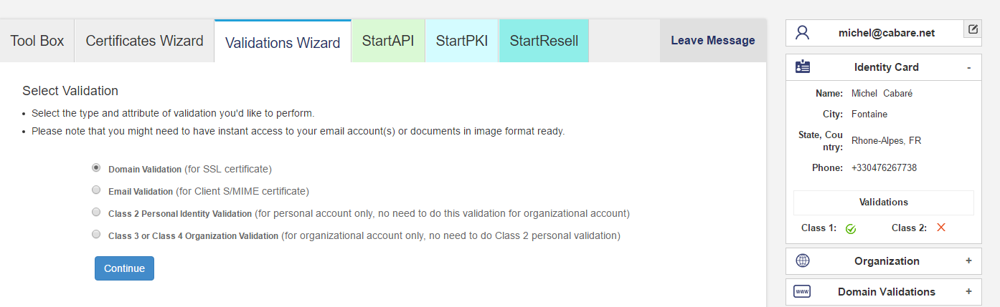 Tool Box
Certificates Wizard
Validations Wizard
StartAPI
StartPKI
StartResell
Leave Message
Select Validation
Select the type and attribute of validation you'd like to perform.
Please note that you might need to have instant access to your email account(s) or documents in image format ready.
Domain Validation (for SSL certificate)
Email Validation (for Client S/MIME certificate)
Class 2 Personal Identity Validation (for personal account only, no need to do this validation for organizational account)
Class 3 or Class 4 Organization Validation (for organizational account only, no need to do Class 2 personal validation)
Continue
michel@cabare.net
Identity Card -
Name: Michel Cabaré
City: Fontaine
State, Cou
ntry: Rhone-Alpes, FR
Phone: +330476267738
Validations
Class 1: Class 2:
Organization +
www Domain Validations +